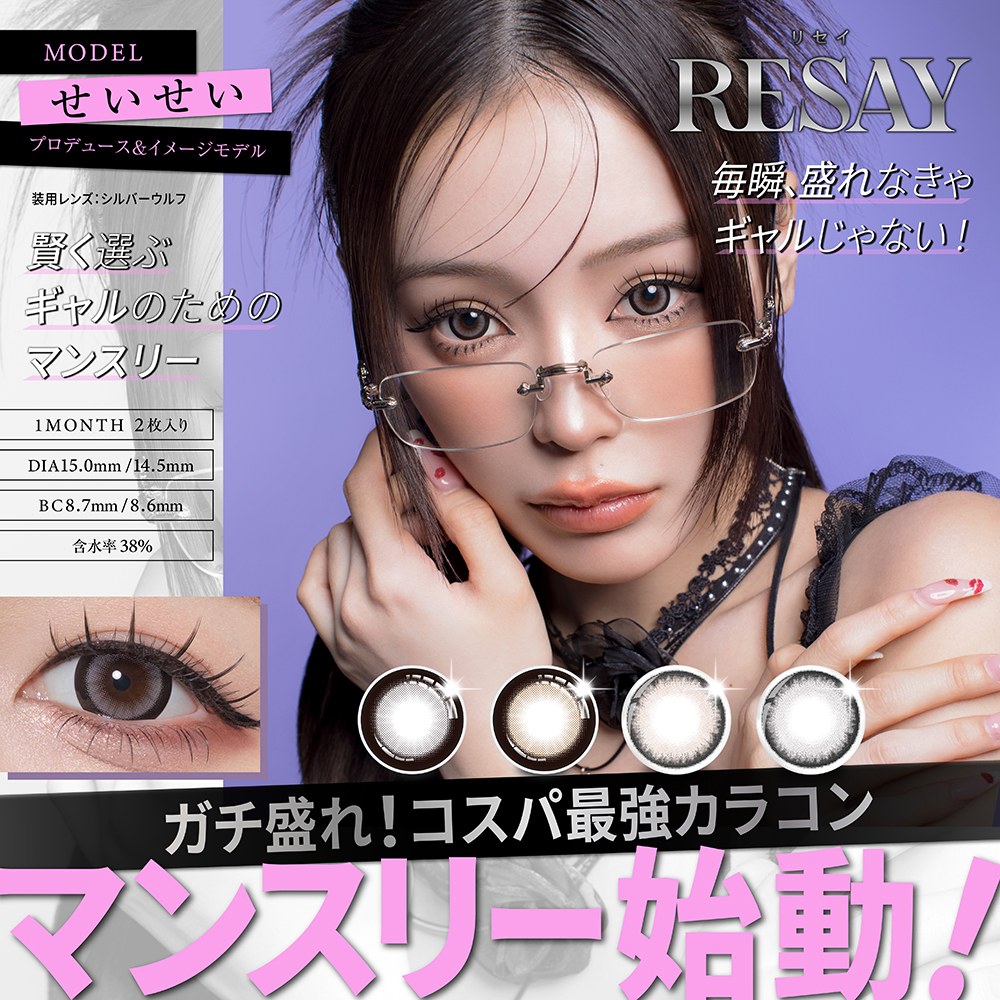 MODEL
せいせい
プロデュース&イメージモデル
装用レンズ:シルバーウルフ
賢く選ぶ
ギャルのための
マンスリー
1MONTH 2枚入り
DIA15.0mm/14.5mm
BC8.7mm/8.6mm
含水率38%
リセイ
RESAY
毎瞬、盛れなきゃ
ギャルじゃない!
ガチ盛れ!コスパ最強カラコン
マンスリー始動!